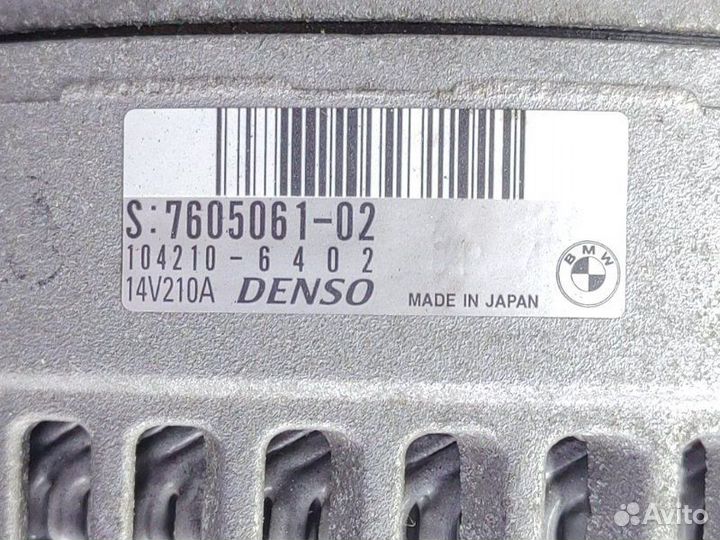 S:7605061-02
104210-6402
14V210A DENSO MADE IN JAPAN
BMW
Avito